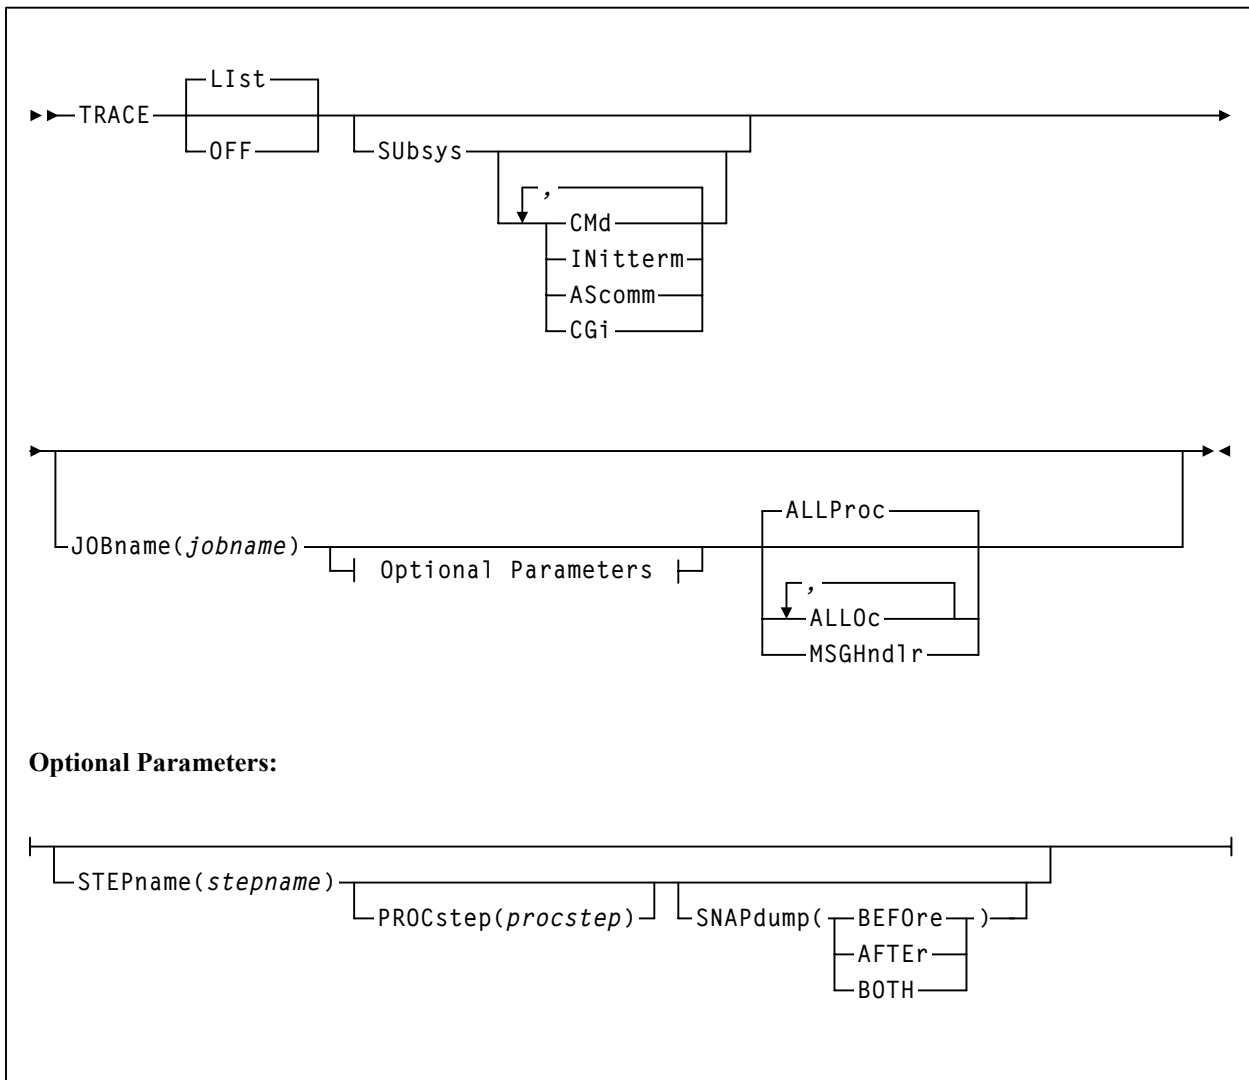 LIst
TRACE
OFF
SUbsys
,
CMd
INitterm
AScomm
CGi
ALLProc
JOBname(jobname)
Optional Parameters
,
ALLOc
MSGHndlr
Optional Parameters:
STEPname(stepname)
PROCstep(procstep)
SNAPdump( BEFOre )
AFTEr
BOTH